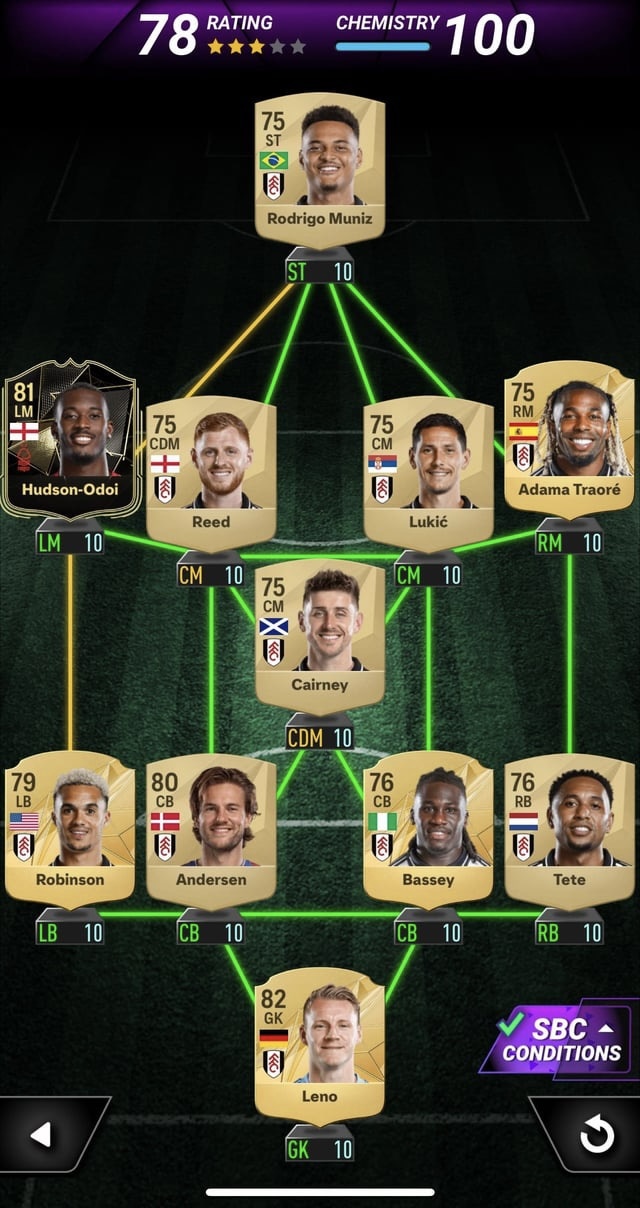 78 RATING CHEMISTRY 100
75
ST
Rodrigo Muniz
ST 10
81
LM
Hudson-Odoi
LM 10
75
CDM
Reed
CM 10
75
CM
Lukić
CM 10
75
RM
Adama Traoré
RM 10
75
CM
Cairney
CDM 10
79
LB
Robinson
LB 10
80
CB
Andersen
CB 10
76
CB
Bassey
CB 10
76
RB
Tete
RB 10
82
GK
Leno
GK 10
SBC
CONDITIONS